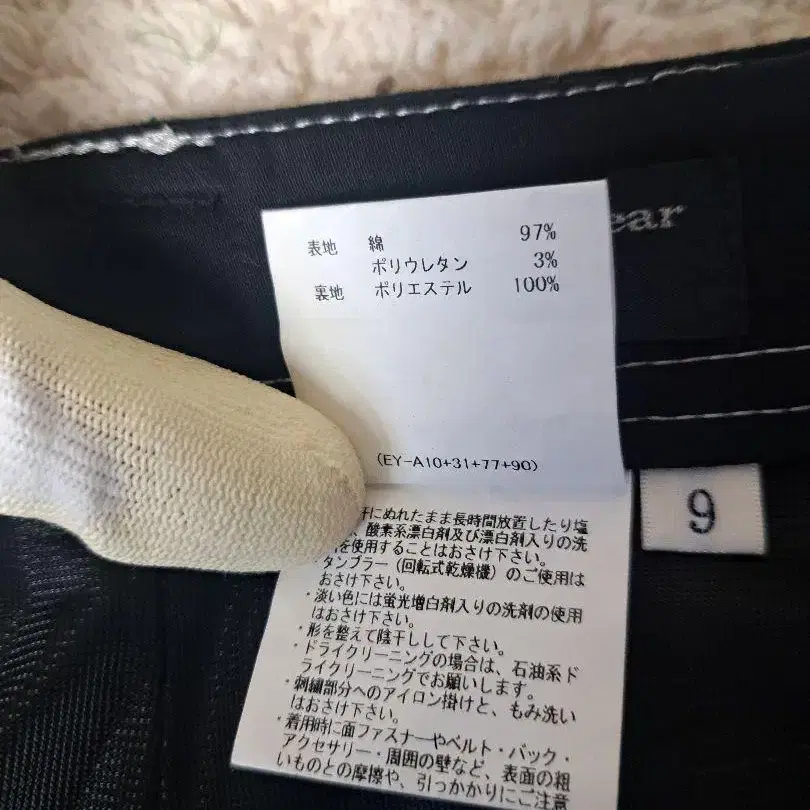 ear
表地 綿 97%
ポリウレタン 3%
裏地 ポリエステル 100%
(EY-A10+31+77+90)
9
にぬれたまま長時間放置したり塩
酸素系漂白剤及び漂白剤入りの洗
を使用することはおさけ下さい。
タンブラー(回転式乾燥機)のご使用は
おさけ下さい。
・淡い色には蛍光増白剤入りの洗剤の使用
はおさけ下さい。
・形を整えて陰干しして下さい。
・ドライクリーニングの場合は、石油系ド
ライクリーニングでお願いします。
・刺繍部分へのアイロン掛けと、もみ洗い
はおさけ下さい。
・着用時に面ファスナーやベルト・バック・
アクセサリー・周囲の壁など、表面の粗
いものとの摩擦や、引っかかりにご注意